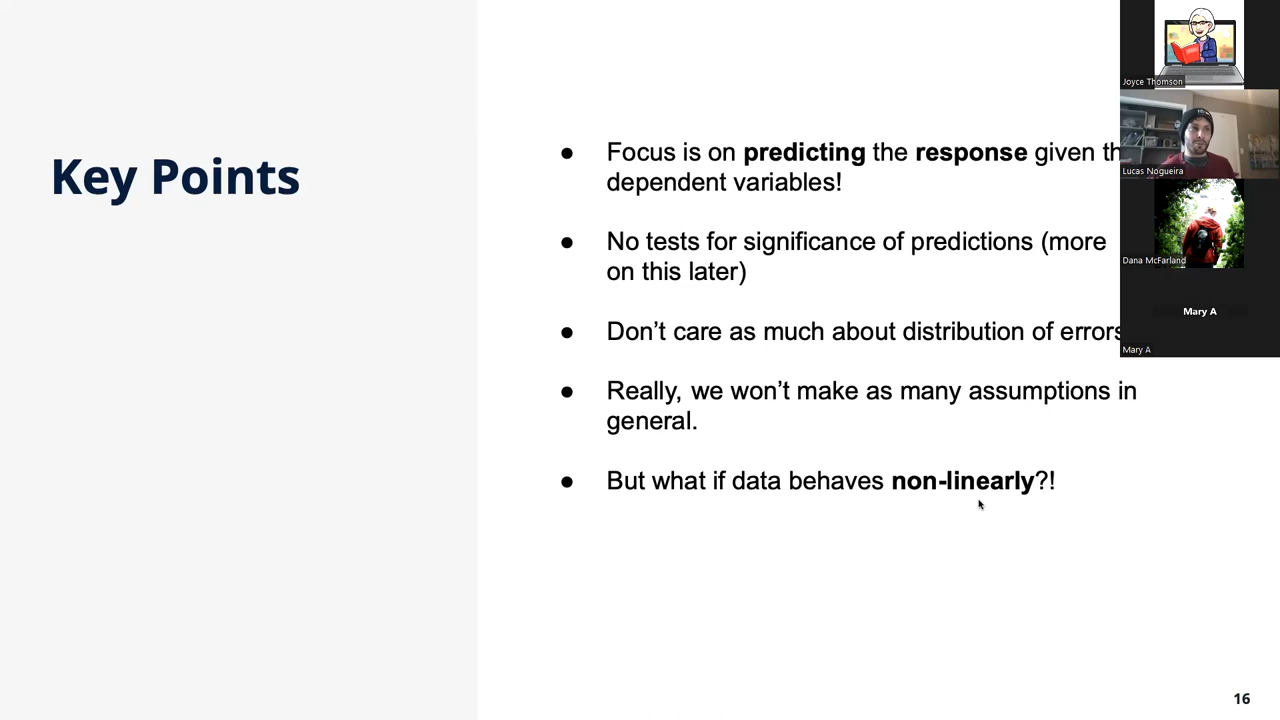 Key Points
● Focus is on predicting the response given th
dependent variables!
● No tests for significance of predictions (more
on this later)
● Don't care as much about distribution of errors
● Really, we won't make as many assumptions in
general.
● But what if data behaves non-linearly?!
Joyce Thomson
Lucas Nogueira
Dana McFarland
Mary A
Mary A
16